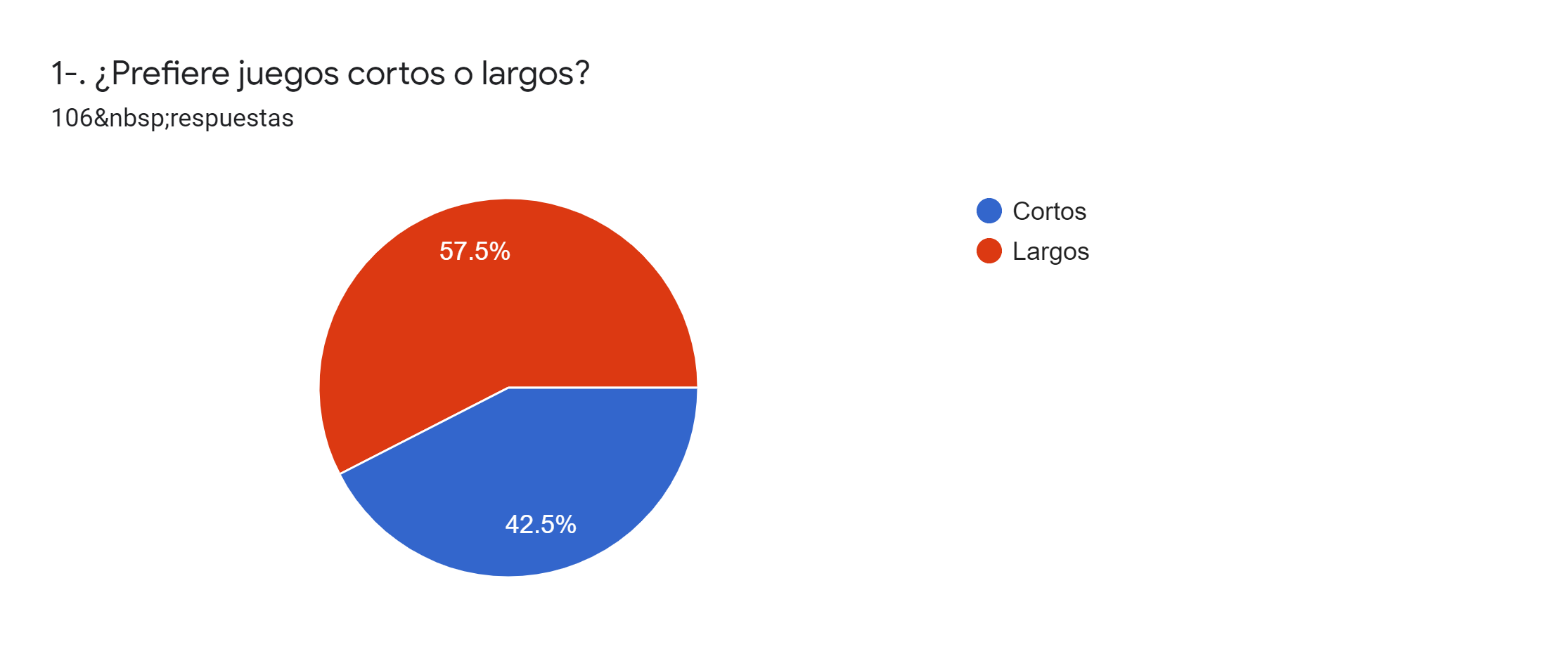 1-. ¿Prefiere juegos cortos o largos?
106&nbsp;respuestas
Cortos
Largos
57.5%
42.5%